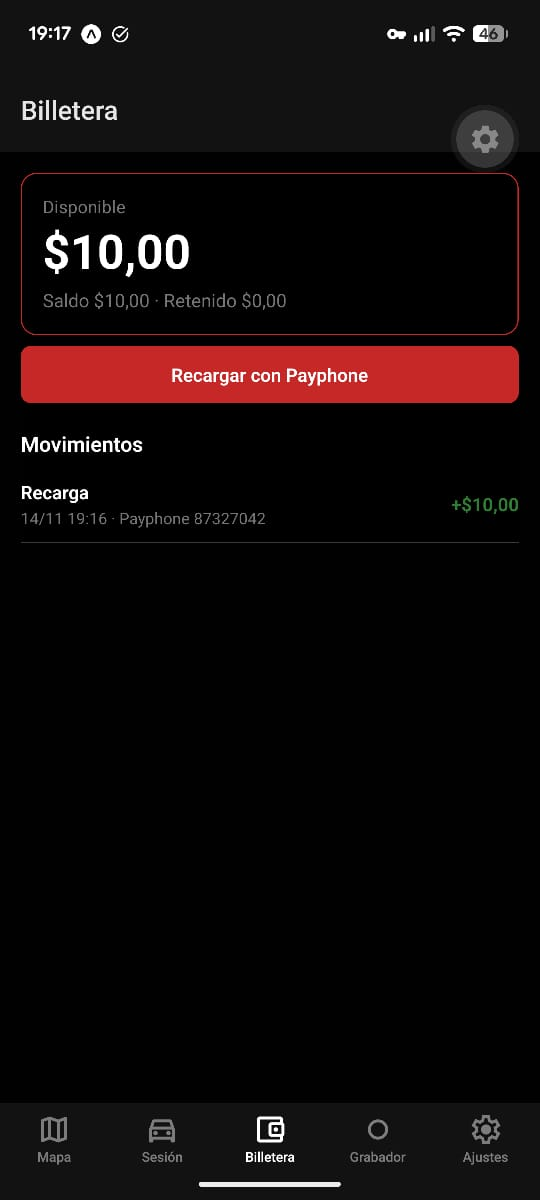 19:17
46
Billetera
Disponible
$10,00
Saldo $10,00 · Retenido $0,00
Recargar con Payphone
Movimientos
Recarga
+$10,00
14/11 19:16 · Payphone 87327042
Mapa
Sesión
Billetera
Grabador
Ajustes